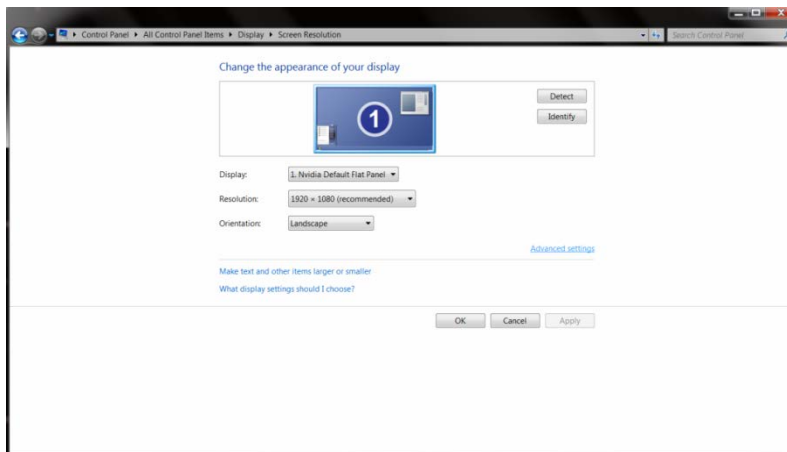 Control Panel ▸ All Control Panel Items ▸ Display ▸ Screen Resolution
Search Control Panel
Change the appearance of your display
1
Detect
Identify
Display: 1. Nvidia Default Flat Panel
Resolution: 1920 × 1080 (recommended)
Orientation: Landscape
Advanced settings
Make text and other items larger or smaller
What display settings should I choose?
OK Cancel Apply